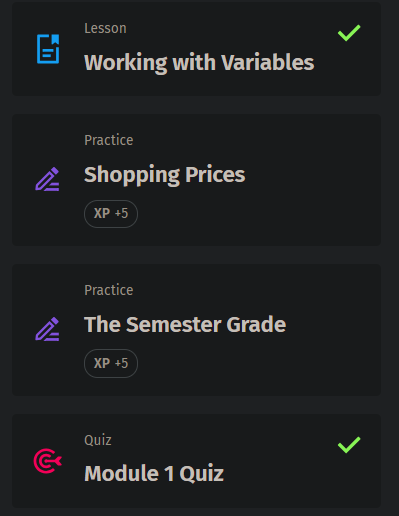 Lesson
Working with Variables
Practice
Shopping Prices
XP +5
Practice
The Semester Grade
XP +5
Quiz
Module 1 Quiz